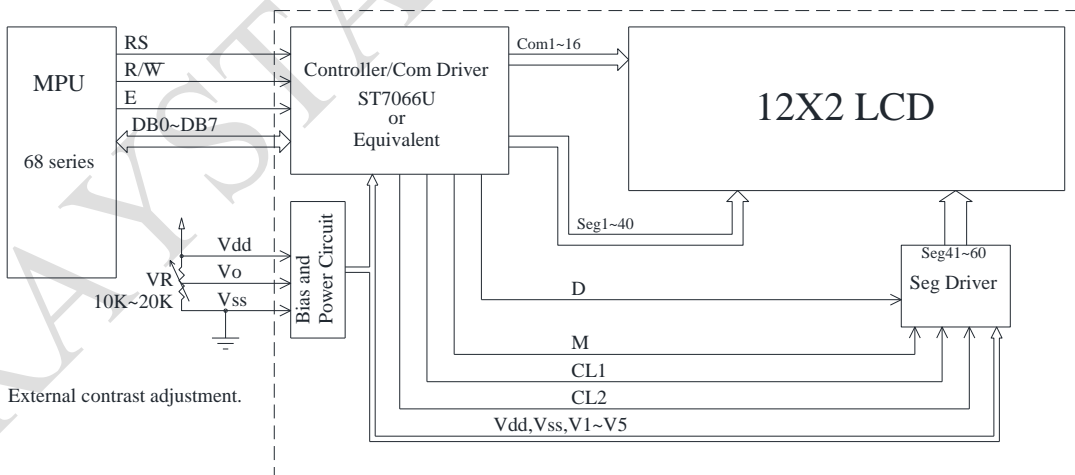 MPU
68 series
RS
R/W̅
E
DB0~DB7
Controller/Com Driver
ST7066U
or
Equivalent
Com1~16
12X2 LCD
Seg1~40
Seg41~60
Seg Driver
Vdd
Vo
Vss
VR
10K~20K
Bias and
Power Circuit
D
M
CL1
CL2
Vdd,Vss,V1~V5
External contrast adjustment.